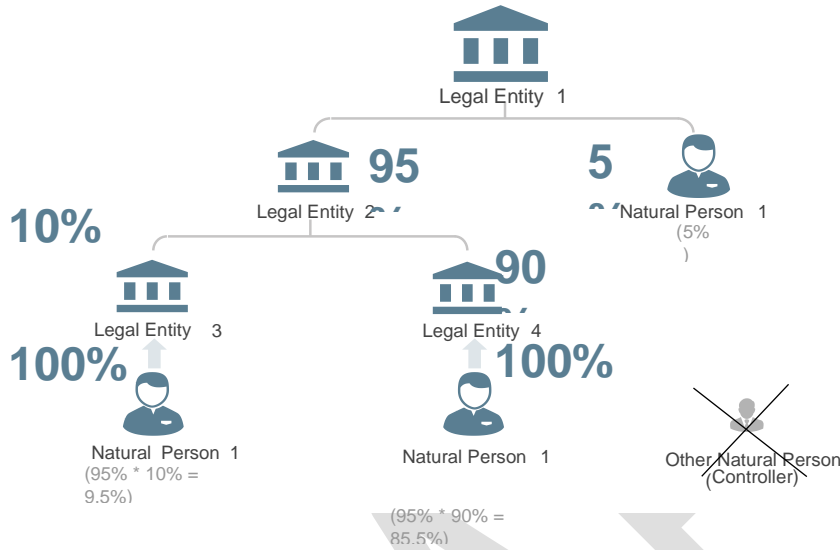 Legal Entity 1
95
%
5
%
Legal Entity 2
Natural Person 1
(5%
)
10%
90
%
Legal Entity 3
Legal Entity 4
100%
100%
Natural Person 1
(95% * 10% =
9.5%)
Natural Person 1
(95% * 90% =
85.5%)
Other Natural Person
(Controller)